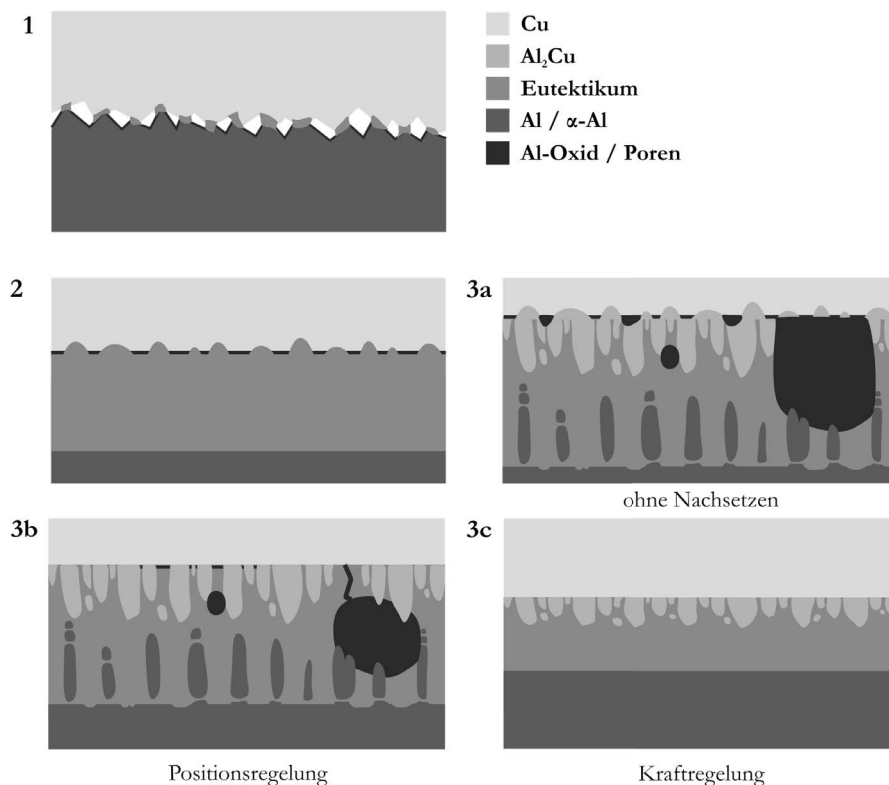 1
Cu
Al₂Cu
Eutektikum
Al / α-Al
Al-Oxid / Poren
2
3a
ohne Nachsetzen
3b
3c
Positionsregelung
Kraftregelung